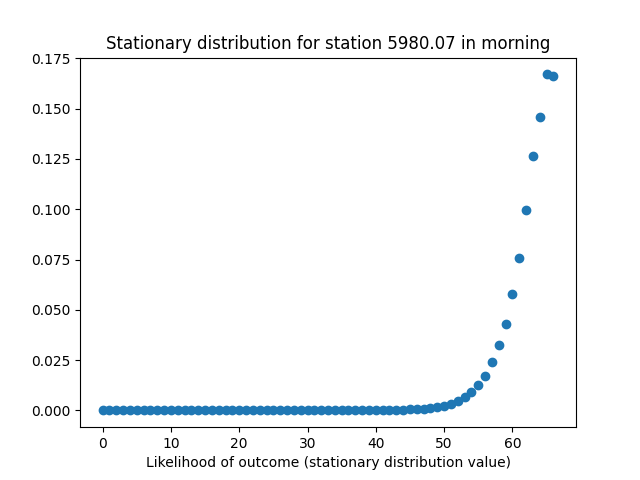 Stationary distribution for station 5980.07 in morning
0.175
0.150
0.125
0.100
0.075
0.050
0.025
0.000
0 10 20 30 40 50 60
Likelihood of outcome (stationary distribution value)